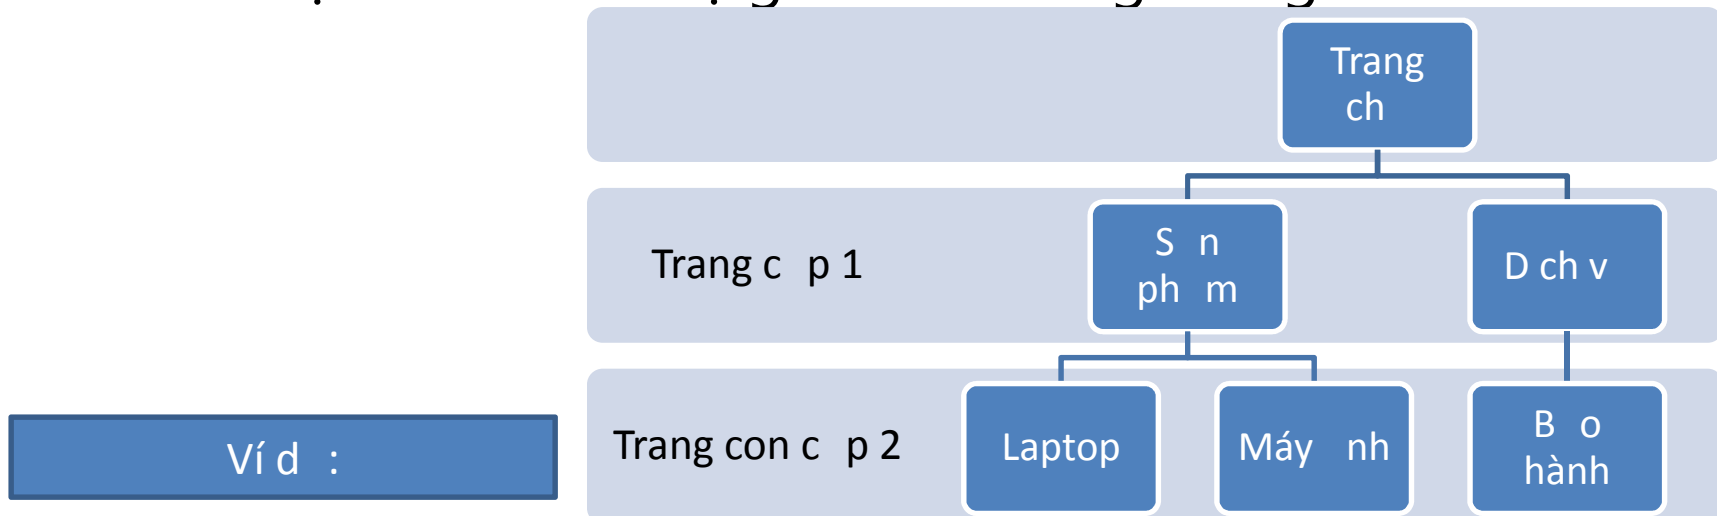 Trang
ch
Trang c p 1
S n
ph m
D ch v
Trang con c p 2
Laptop
Máy nh
B o
hành
Ví d :